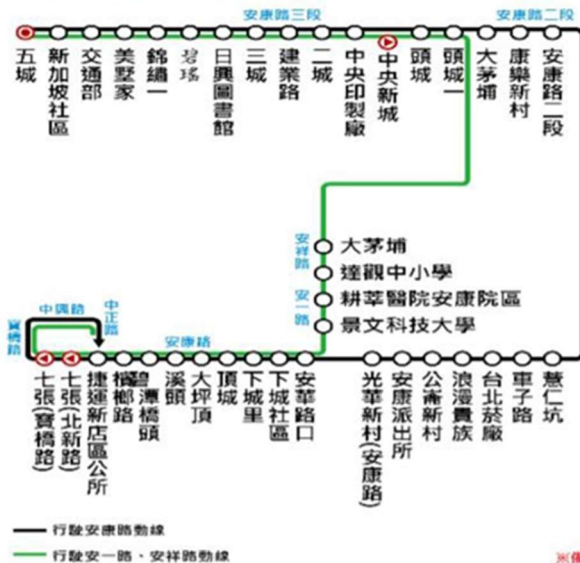 安康路三段
安康路二段
五城
新加坡社區
交通部
美墅家
錦繡一
碧瑤
日興圖書館
三城
建業路
二城
中央印製廠
中央新城
頭城
頭城一
大茅埔
康樂新村
安康路二段
安祥路
大茅埔
達觀中小學
安一路
耕莘醫院安康院區
景文科技大學
中興路
中正路
寶橋路
安康路
七張(寶橋路)
七張(北新路)
捷運新店區公所
檳榔路
碧潭橋頭
溪頭
大坪頂
頂城
下城里
下城社區
安華路口
光華新村(安康路)
安康派出所
公崙新村
浪漫貴族
台北菸廠
車子路
薏仁坑
行駛安康路動線
行駛安一路、安祥路動線